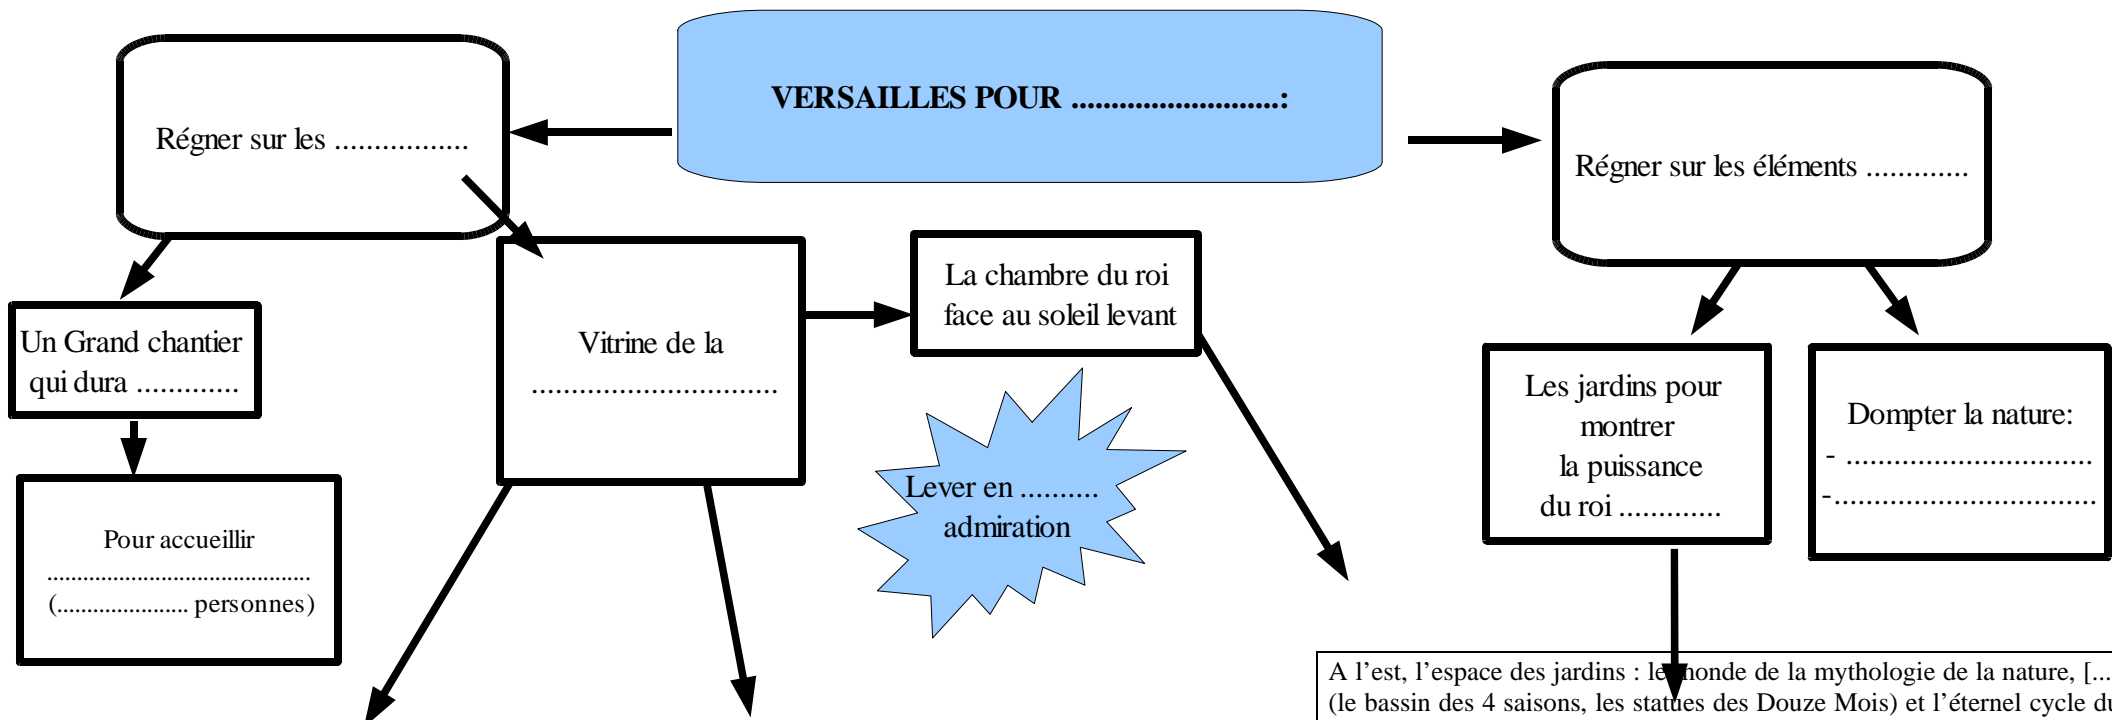 VERSAILLES POUR ..........................:
Régner sur les .................
Régner sur les éléments .............
Un Grand chantier
qui dura .............
Vitrine de la
...............................
La chambre du roi
face au soleil levant
Lever en ..........
admiration
Les jardins pour
montrer
la puissance
du roi .............
Dompter la nature:
- ...............................
-.................................
Pour accueillir
............................................
(...................... personnes)
A l’est, l’espace des jardins : le monde de la mythologie de la nature, [...
(le bassin des 4 saisons, les statues des Douze Mois) et l’éternel cycle du